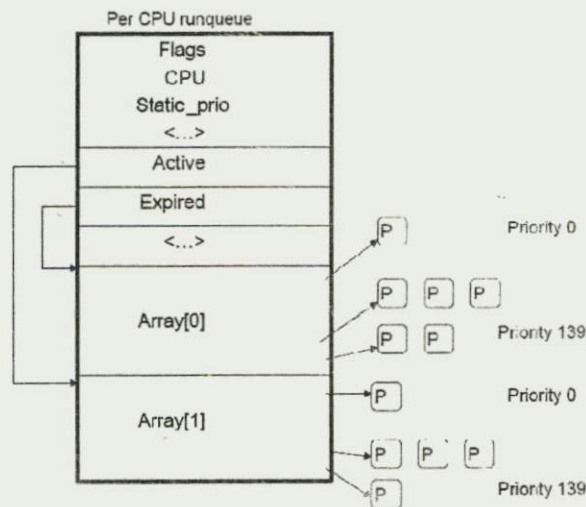 Per CPU runqueue
Flags
CPU
Static_prio
<...>
Active
Expired
<...>
P Priority 0
Array[0]
P P P
P P Priority 139
P Priority 0
Array[1]
P P P
P Priority 139